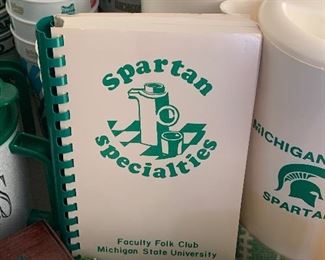 Spartan
Specialties
Faculty Folk Club
Michigan State University
MICHIGAN
SPARTAN